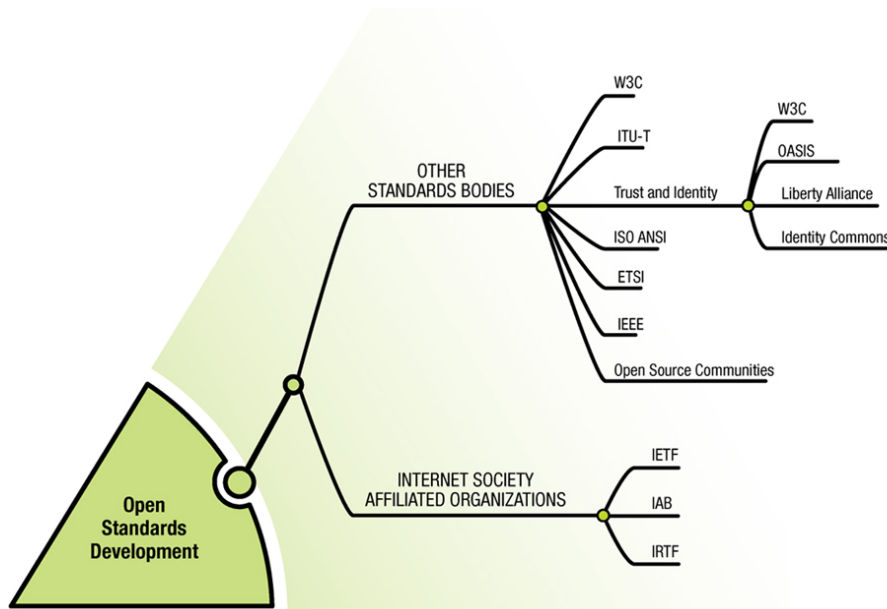 W3C
ITU-T
OTHER
STANDARDS BODIES
Trust and Identity
ISO ANSI
ETSI
IEEE
Open Source Communities
W3C
OASIS
Liberty Alliance
Identity Commons
Open
Standards
Development
INTERNET SOCIETY
AFFILIATED ORGANIZATIONS
IETF
IAB
IRTF